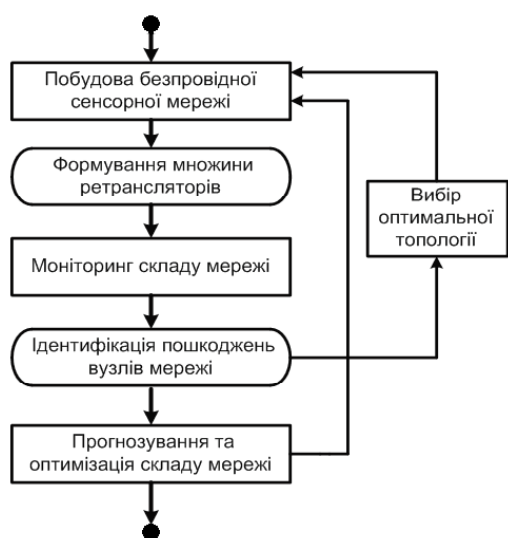 Побудова безпровідної
сенсорної мережі
Формування множини
ретрансляторів
Вибір
оптимальної
топології
Моніторинг складу мережі
Ідентифікація пошкоджень
вузлів мережі
Прогнозування та
оптимізація складу мережі